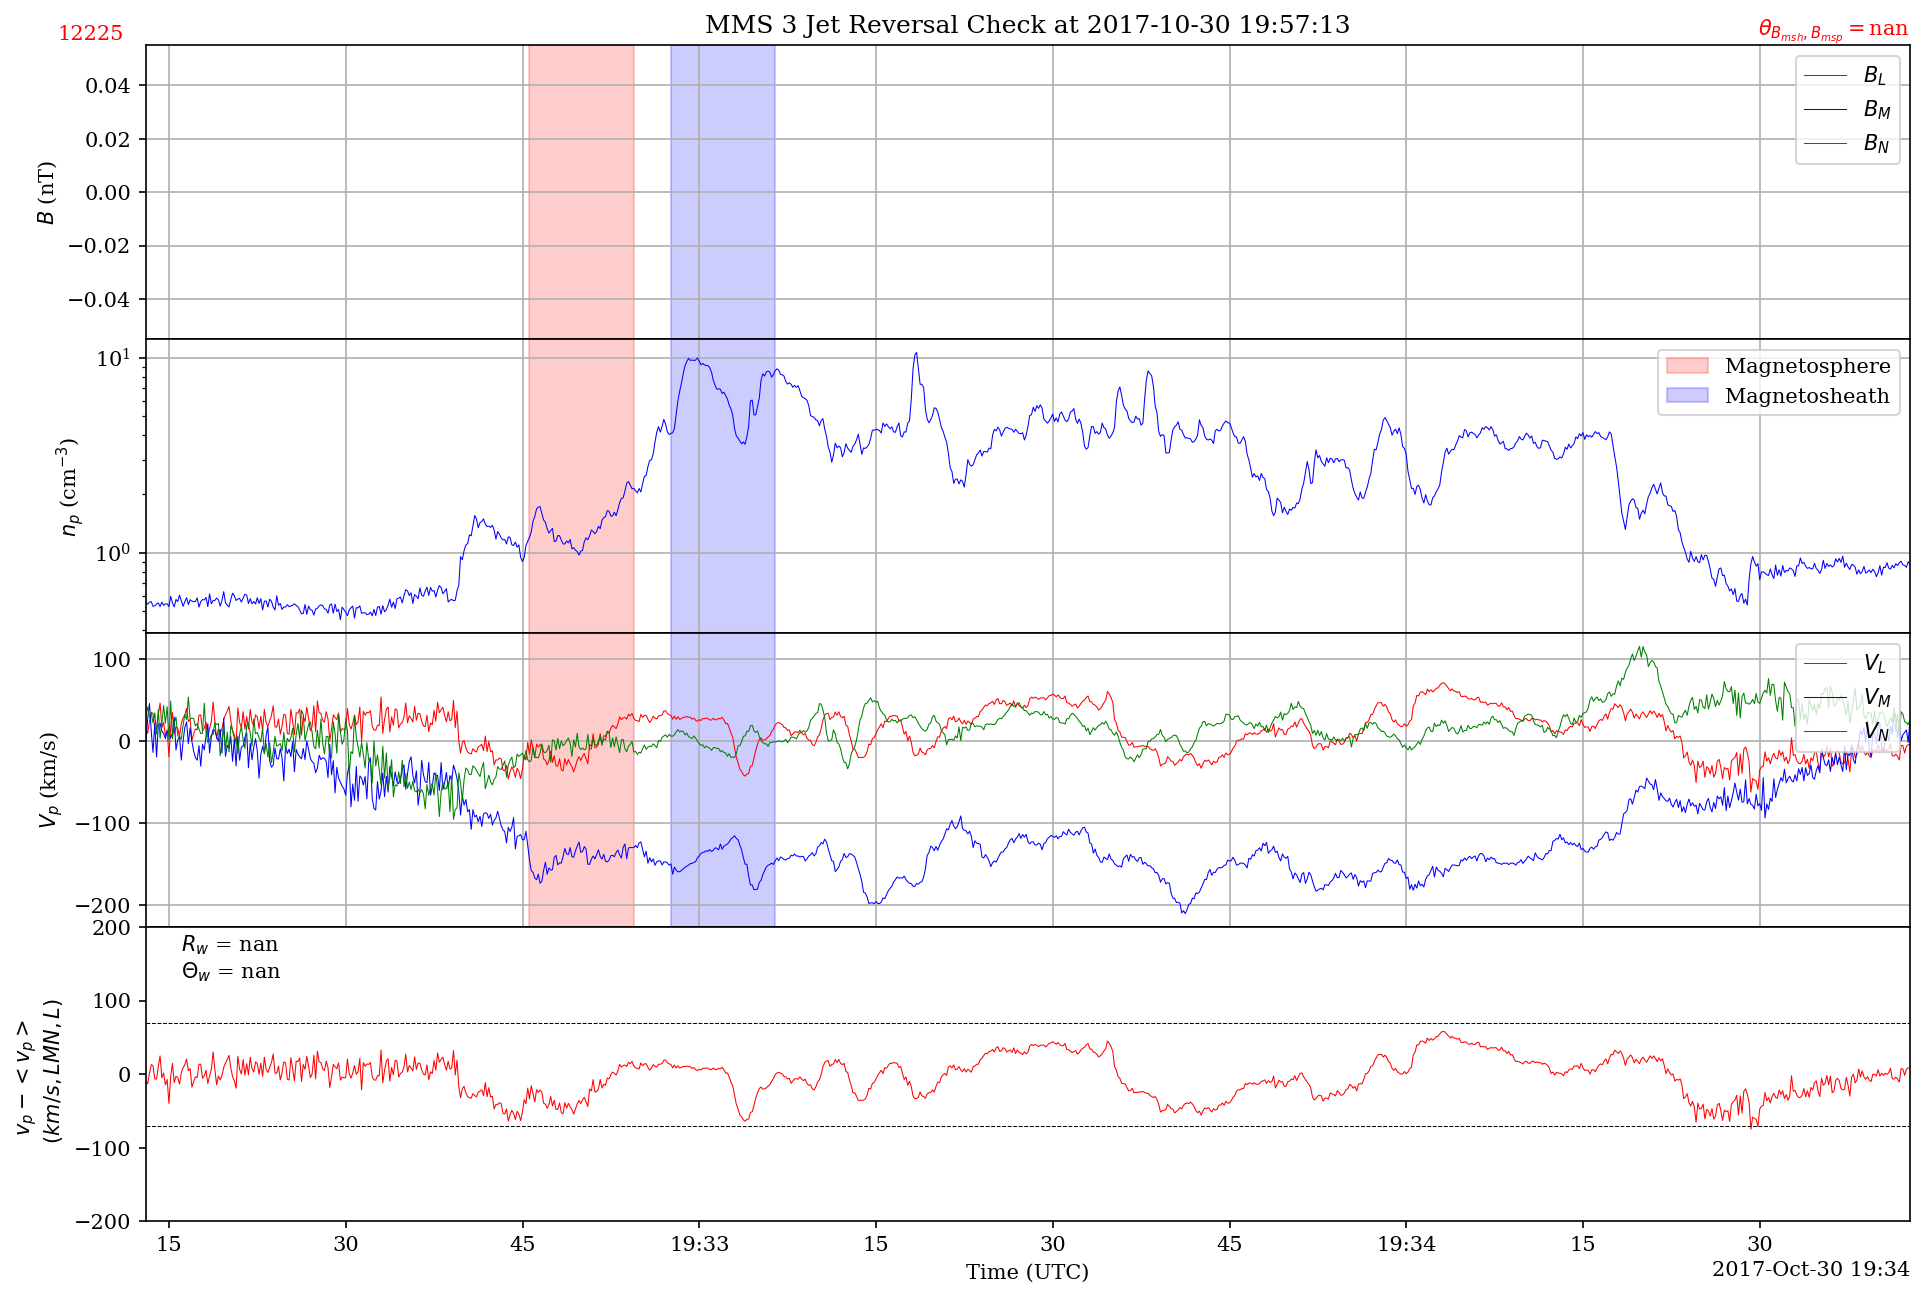 12225
MMS 3 Jet Reversal Check at 2017-10-30 19:57:13
θ_{B_{msh}, B_{msp}} = nan
B (nT)
0.04
0.02
0.00
−0.02
−0.04
B_L
B_M
B_N
n_p (cm^{−3})
10^1
10^0
Magnetosphere
Magnetosheath
V_p (km/s)
100
0
−100
−200
V_L
V_M
V_N
v_p − < v_p >
(km/s, LMN, L)
200
100
0
−100
−200
R_w = nan
Θ_w = nan
15 30 45 19:33 15 30 45 19:34 15 30
Time (UTC)
2017-Oct-30 19:34